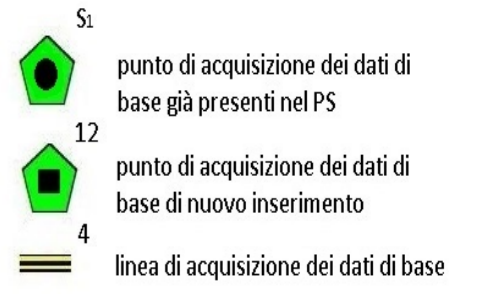 S1
punto di acquisizione dei dati di
base già presenti nel PS
12
punto di acquisizione dei dati di
base di nuovo inserimento
4
linea di acquisizione dei dati di base